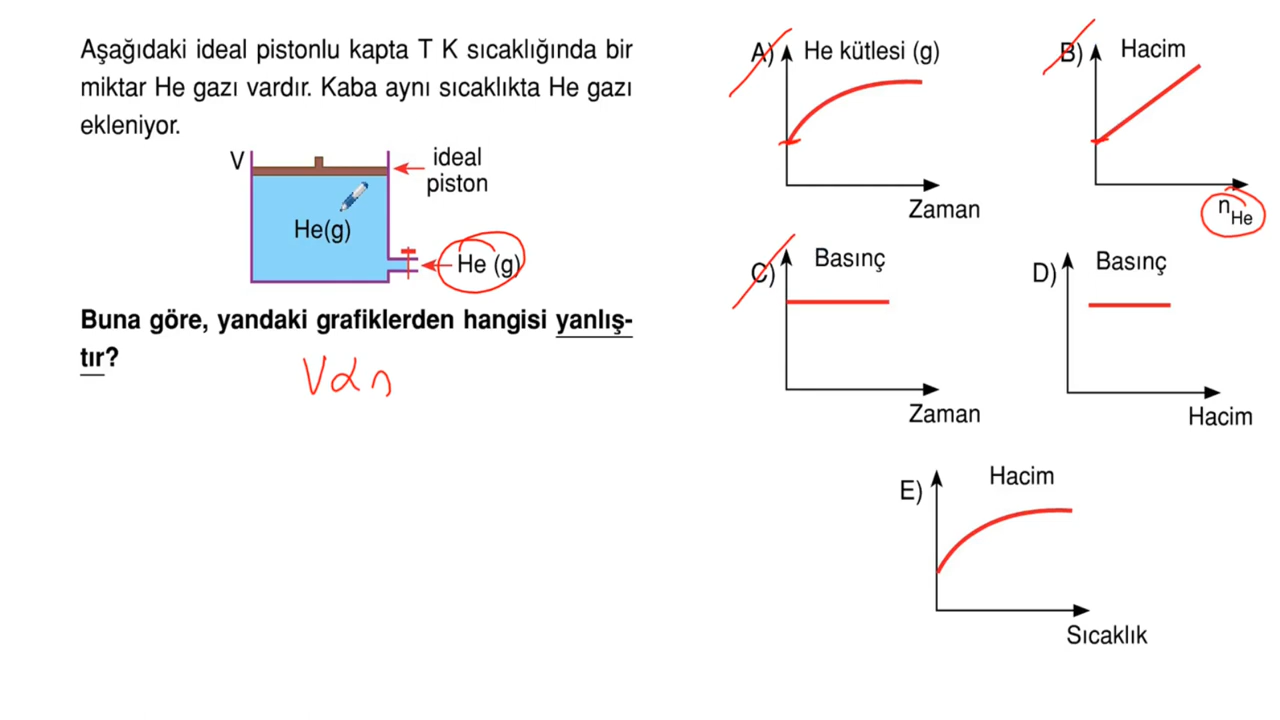 Aşağıdaki ideal pistonlu kapta T K sıcaklığında bir
miktar He gazı vardır. Kaba aynı sıcaklıkta He gazı
ekleniyor.
V
ideal
piston
He(g)
He (g)
Buna göre, yandaki grafiklerden hangisi yanlış-
tır?
V α n
A) He kütlesi (g)
Zaman
B) Hacim
nHe
C) Basınç
Zaman
D) Basınç
Hacim
E) Hacim
Sıcaklık